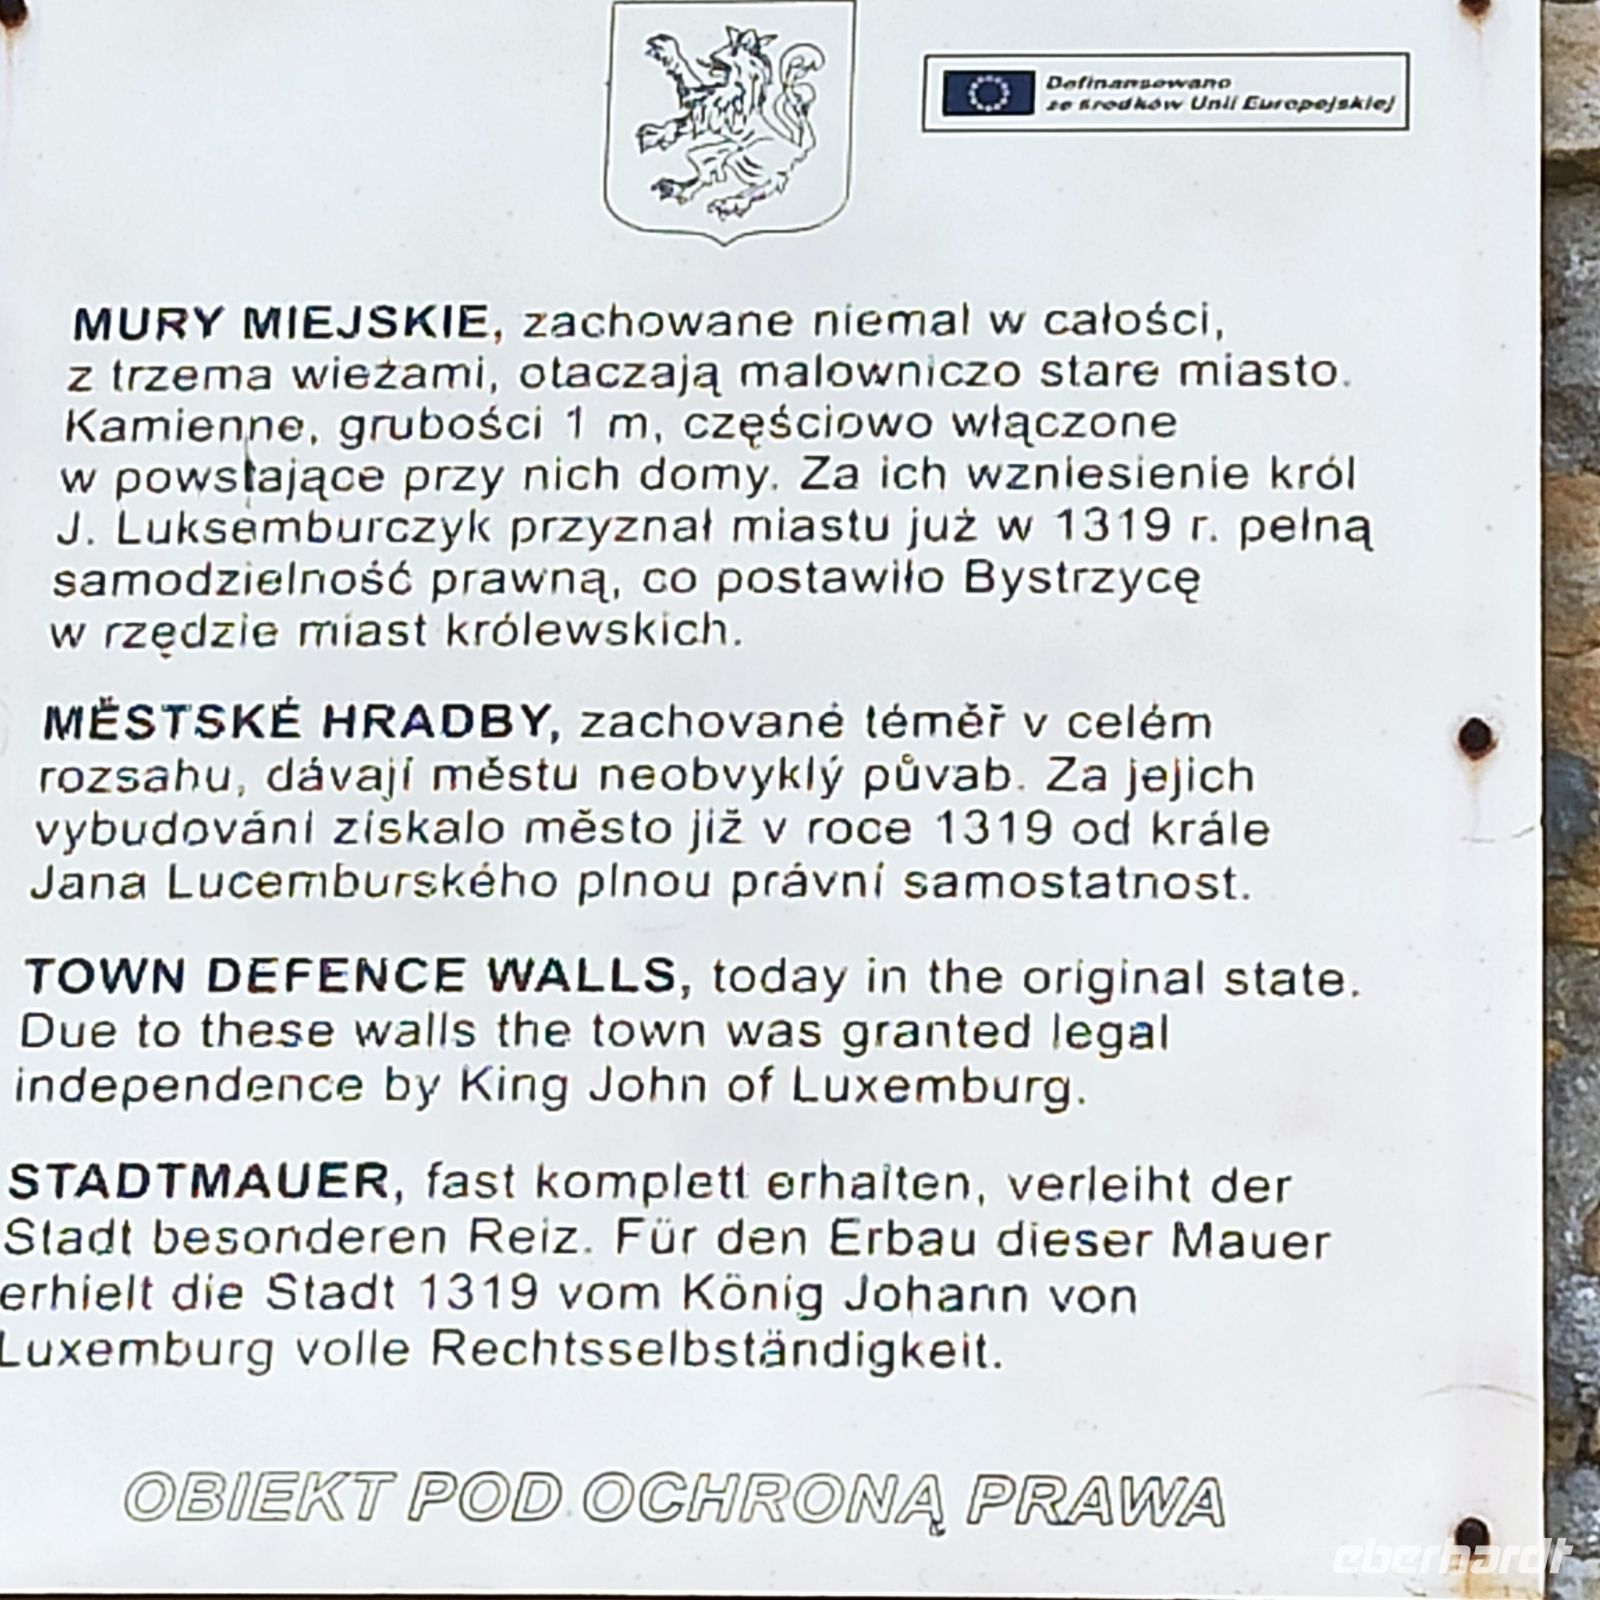 Dofinansowano
ze środków Unii Europejskiej
MURY MIEJSKIE, zachowane niemal w całości,
z trzema wieżami, otaczają malowniczo stare miasto.
Kamienne, grubości 1 m, częściowo włączone
w powstające przy nich domy. Za ich wzniesienie król
J. Luksemburczyk przyznał miastu już w 1319 r. pełną
samodzielność prawną, co postawiło Bystrzycę
w rzędzie miast królewskich.
MĚSTSKÉ HRADBY, zachované téměř v celém
rozsahu, dávají městu neobvyklý půvab. Za jejich
vybudování získalo město již v roce 1319 od krále
Jana Lucemburského plnou právní samostatnost.
TOWN DEFENCE WALLS, today in the original state.
Due to these walls the town was granted legal
independence by King John of Luxemburg.
STADTMAUER, fast komplett erhalten, verleiht der
Stadt besonderen Reiz. Für den Erbau dieser Mauer
erhielt die Stadt 1319 vom König Johann von
Luxemburg volle Rechtsselbständigkeit.
OBIEKT POD OCHRONĄ PRAWA
eberhardt